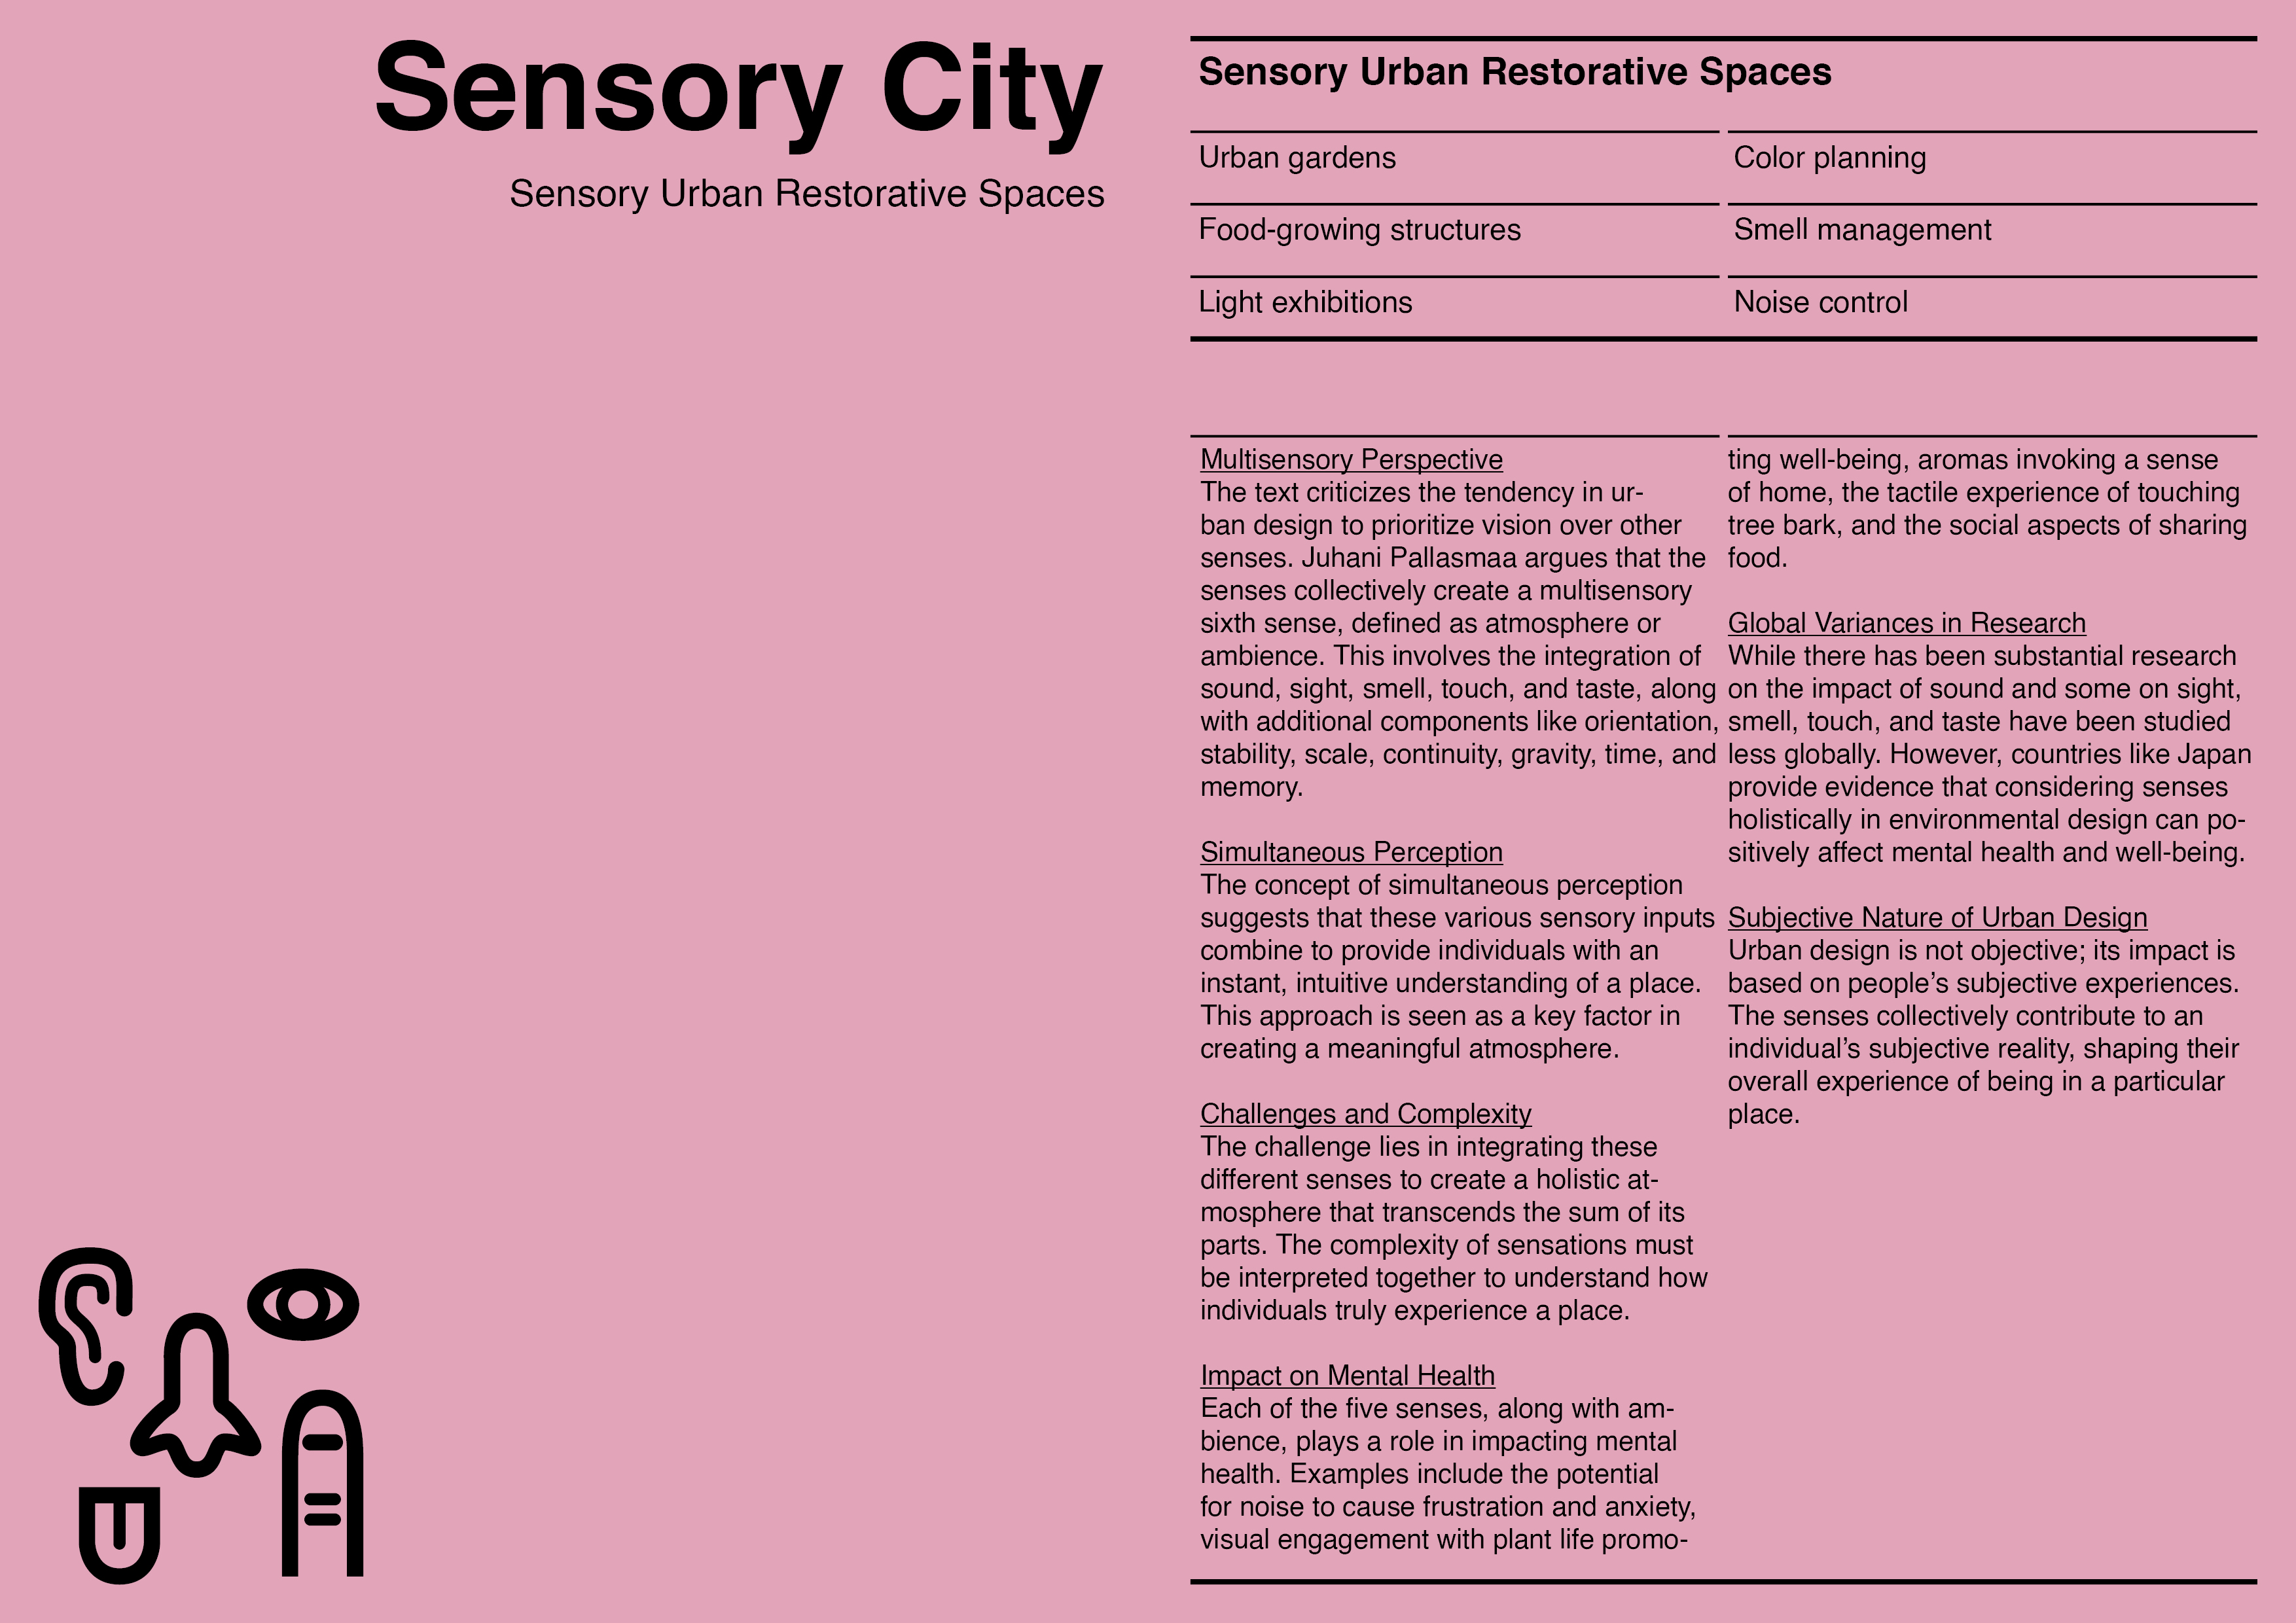 Sensory City
Sensory Urban Restorative Spaces
Sensory Urban Restorative Spaces
Urban gardens
Color planning
Food-growing structures
Smell management
Light exhibitions
Noise control
Multisensory Perspective
The text criticizes the tendency in ur-
ban design to prioritize vision over other
senses. Juhani Pallasmaa argues that the
senses collectively create a multisensory
sixth sense, defined as atmosphere or
ambience. This involves the integration of
sound, sight, smell, touch, and taste, along
with additional components like orientation,
stability, scale, continuity, gravity, time, and
memory.
Simultaneous Perception
The concept of simultaneous perception
suggests that these various sensory inputs
combine to provide individuals with an
instant, intuitive understanding of a place.
This approach is seen as a key factor in
creating a meaningful atmosphere.
Challenges and Complexity
The challenge lies in integrating these
different senses to create a holistic at-
mosphere that transcends the sum of its
parts. The complexity of sensations must
be interpreted together to understand how
individuals truly experience a place.
Impact on Mental Health
Each of the five senses, along with am-
bience, plays a role in impacting mental
health. Examples include the potential
for noise to cause frustration and anxiety,
visual engagement with plant life promo-
ting well-being, aromas invoking a sense
of home, the tactile experience of touching
tree bark, and the social aspects of sharing
food.
Global Variances in Research
While there has been substantial research
on the impact of sound and some on sight,
smell, touch, and taste have been studied
less globally. However, countries like Japan
provide evidence that considering senses
holistically in environmental design can po-
sitively affect mental health and well-being.
Subjective Nature of Urban Design
Urban design is not objective; its impact is
based on people’s subjective experiences.
The senses collectively contribute to an
individual’s subjective reality, shaping their
overall experience of being in a particular
place.